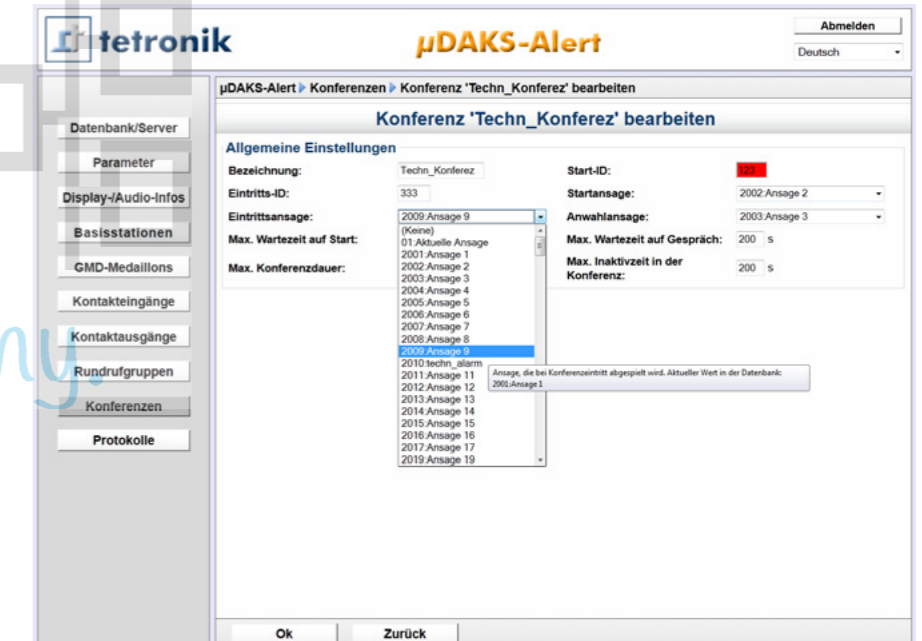 tetronik
µDAKS-Alert
Abmelden
Deutsch
µDAKS-Alert Konferenzen Konferenz 'Techn_Konferez' bearbeiten
Konferenz 'Techn_Konferez' bearbeiten
Datenbank/Server
Parameter
Display-/Audio-Infos
Basisstationen
GMD-Medaillons
Kontakteingänge
Kontaktausgänge
Rundrufgruppen
Konferenzen
Protokolle
Allgemeine Einstellungen
Bezeichnung: Techn_Konferez Start-ID: 123
Eintritts-ID: 333 Startansage: 2002:Ansage 2
Eintrittsansage: 2009:Ansage 9 Anwahlansage: 2003:Ansage 3
Max. Wartezeit auf Start: Max. Wartezeit auf Gespräch: 200 s
Max. Konferenzdauer: Max. Inaktivzeit in der
Konferenz: 200 s
(Keine)
01:Aktuelle Ansage
2001:Ansage 1
2002:Ansage 2
2003:Ansage 3
2004:Ansage 4
2005:Ansage 5
2006:Ansage 6
2007:Ansage 7
2008:Ansage 8
2009:Ansage 9
2010:techn_alarm
2011:Ansage 11
2012:Ansage 12
2013:Ansage 13
2014:Ansage 14
2015:Ansage 15
2016:Ansage 16
2017:Ansage 17
2019:Ansage 19
Ansage, die bei Konferenzeintritt abgespielt wird. Aktueller Wert in der Datenbank:
2001:Ansage 1
Ok
Zurück